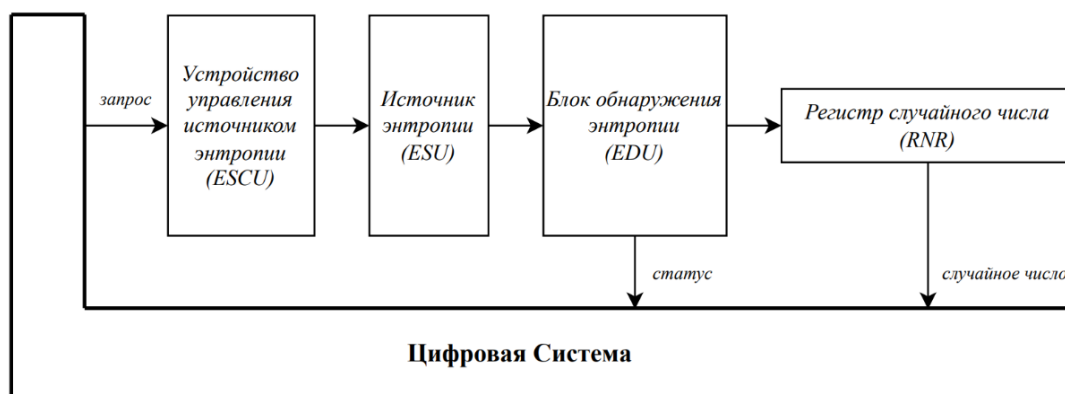 запрос
Устройство
управления
источником
энтропии
(ESCU)
Источник
энтропии
(ESU)
Блок обнаружения
энтропии
(EDU)
Регистр случайного числа
(RNR)
статус
случайное число
Цифровая Система